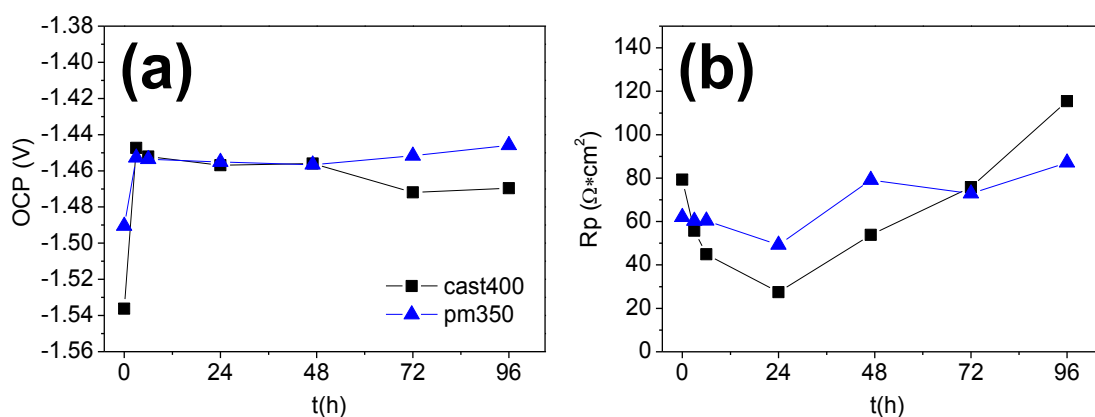 (a)
-1.38
-1.40
-1.42
-1.44
-1.46
-1.48
-1.50
-1.52
-1.54
-1.56
OCP (V)
0 24 48 72 96
t(h)
cast400
pm350
(b)
140
120
100
80
60
40
20
0
Rp (Ω*cm²)
0 24 48 72 96
t(h)